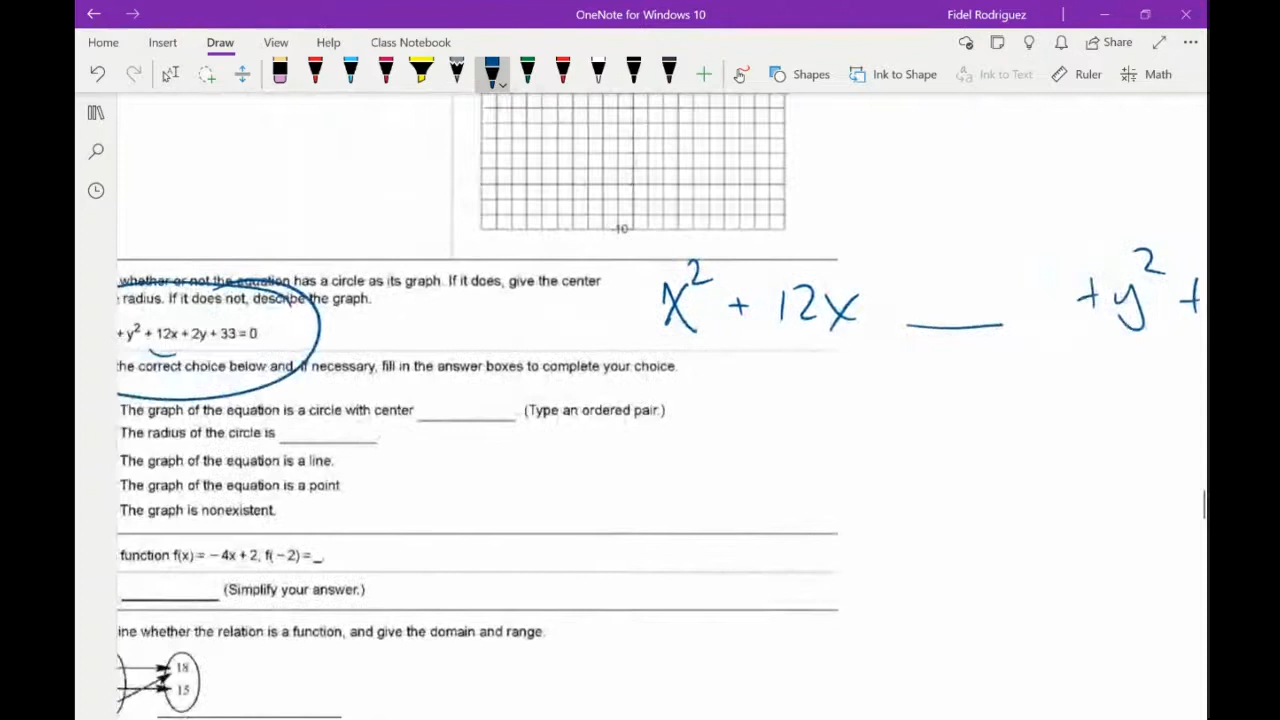 OneNote for Windows 10
Fidel Rodriguez
Home Insert Draw View Help Class Notebook
Share
Shapes Ink to Shape Ink to Text Ruler Math
-10
whether or not the equation has a circle as its graph. If it does, give the center
radius. If it does not, describe the graph.
+ y² + 12x + 2y + 33 = 0
x² + 12x ____ + y² +
the correct choice below and, if necessary, fill in the answer boxes to complete your choice.
The graph of the equation is a circle with center ____ (Type an ordered pair.)
The radius of the circle is ____.
The graph of the equation is a line.
The graph of the equation is a point
The graph is nonexistent.
function f(x) = − 4x + 2, f( − 2) = _.
____ (Simplify your answer.)
ine whether the relation is a function, and give the domain and range.
18
15